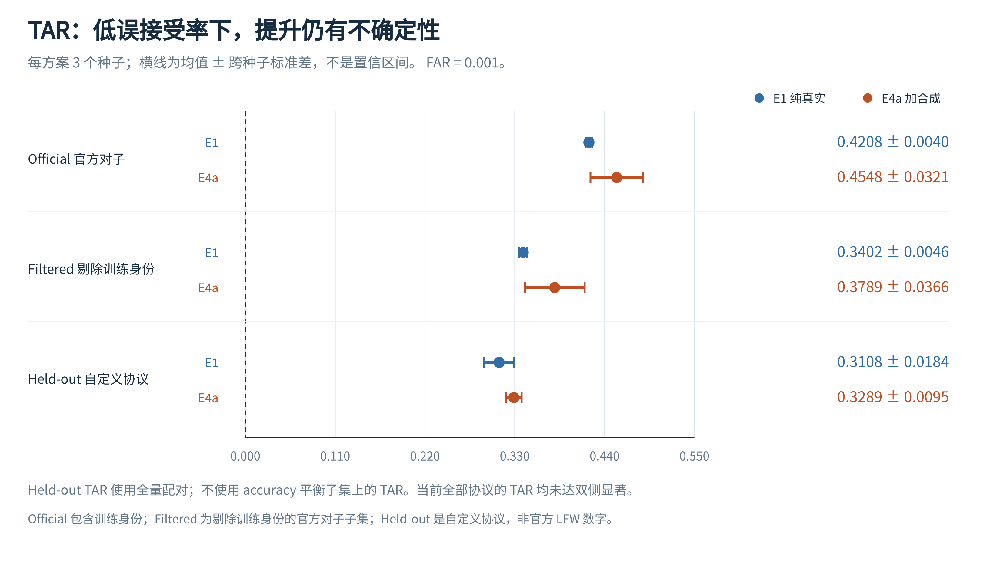 TAR：低误接受率下，提升仍有不确定性
每方案 3 个种子；横线为均值 ± 跨种子标准差，不是置信区间。 FAR = 0.001。
E1 纯真实
E4a 加合成
Official 官方对子
E1
0.4208 ± 0.0040
E4a
0.4548 ± 0.0321
Filtered 剔除训练身份
E1
0.3402 ± 0.0046
E4a
0.3789 ± 0.0366
Held-out 自定义协议
E1
0.3108 ± 0.0184
E4a
0.3289 ± 0.0095
0.000 0.110 0.220 0.330 0.440 0.550
Held-out TAR 使用全量配对；不使用 accuracy 平衡子集上的 TAR。当前全部协议的 TAR 均未达双侧显著。
Official 包含训练身份；Filtered 为剔除训练身份的官方对子子集；Held-out 是自定义协议，非官方 LFW 数字。